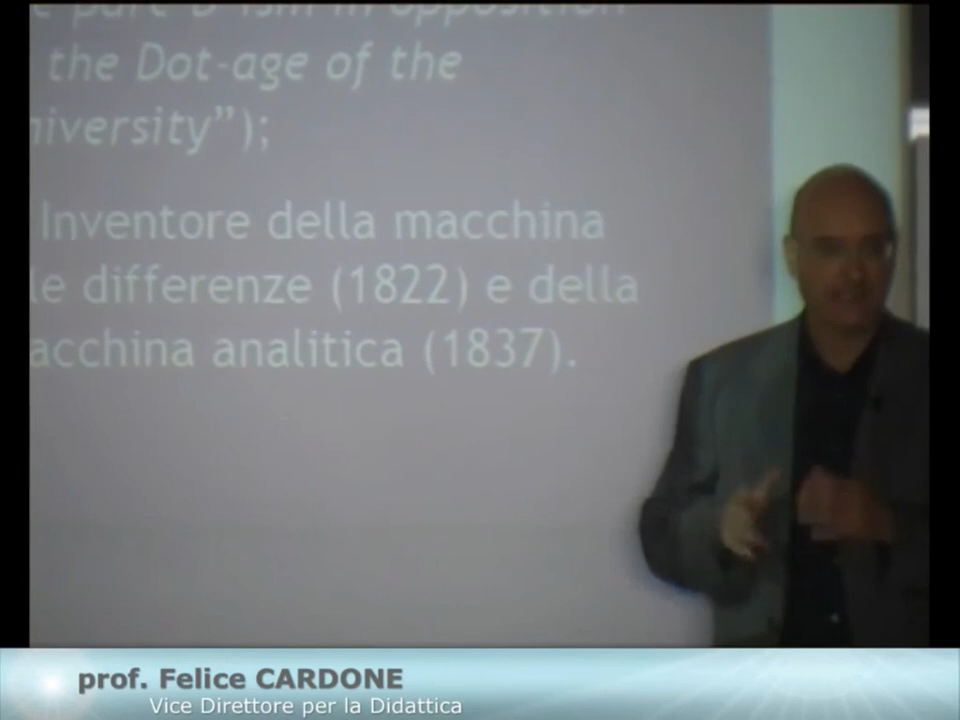 the Dot-age of the
niversity”);
Inventore della macchina
le differenze (1822) e della
acchina analitica (1837).
prof. Felice CARDONE
Vice Direttore per la Didattica